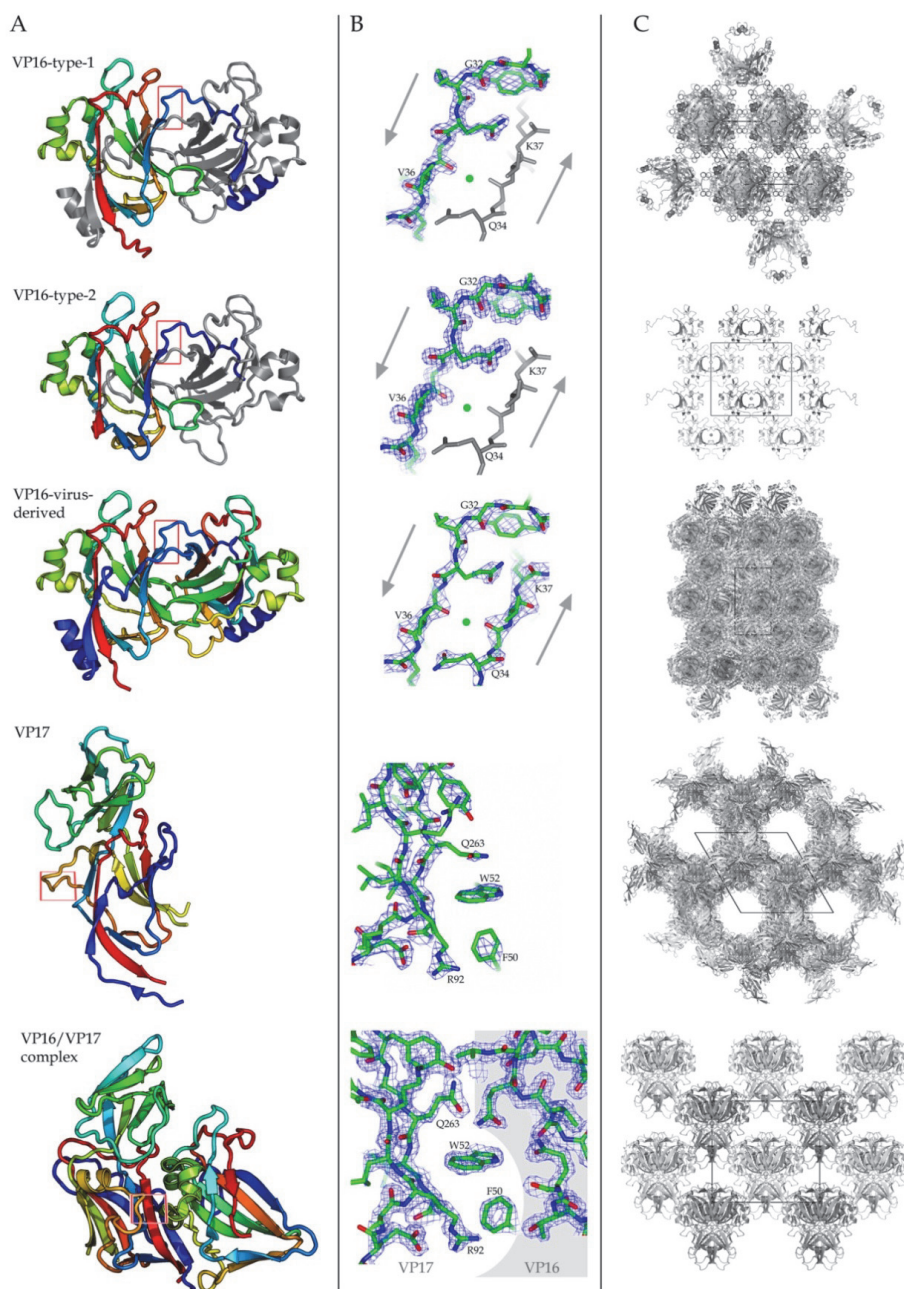 A
B
C
VP16-type-1
G32
K37
V36
Q34
VP16-type-2
G32
K37
V36
Q34
VP16-virus-
derived
G32
K37
V36
Q34
VP17
Q263
W52
F50
R92
VP16/VP17
complex
Q263
W52
F50
R92
VP17
VP16